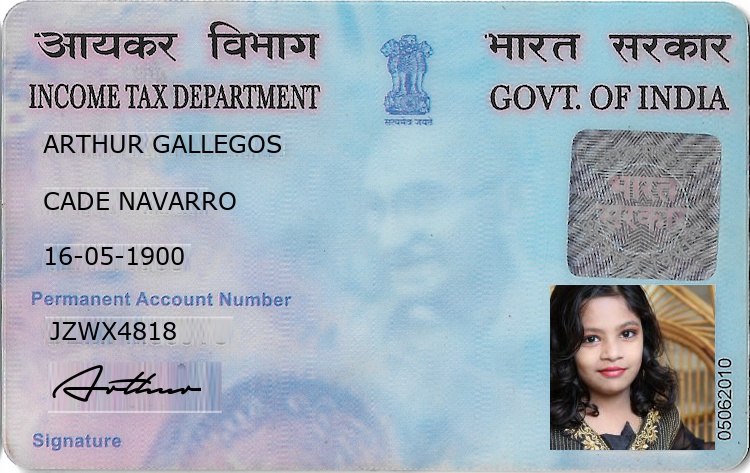 आयकर विभाग भारत सरकार
INCOME TAX DEPARTMENT GOVT. OF INDIA
सत्यमेव जयते
ARTHUR GALLEGOS
भारत
सरकार
CADE NAVARRO
16-05-1900
Permanent Account Number
JZWX4818
Arthur
Signature
05062010